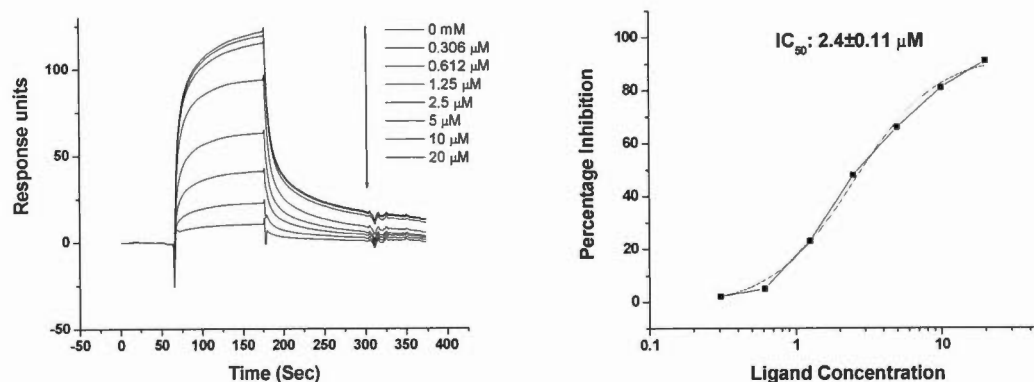 Response units
100
50
0
-50
-50
0
50
100
150
200
250
300
350
400
450
Time (Sec)
0 mM
0.306 μM
0.612 μM
1.25 μM
2.5 μM
5 μM
10 μM
20 μM
Percentage Inhibition
100
80
60
40
20
0
0.1
1
10
Ligand Concentration
IC50: 2.4±0.11 μM